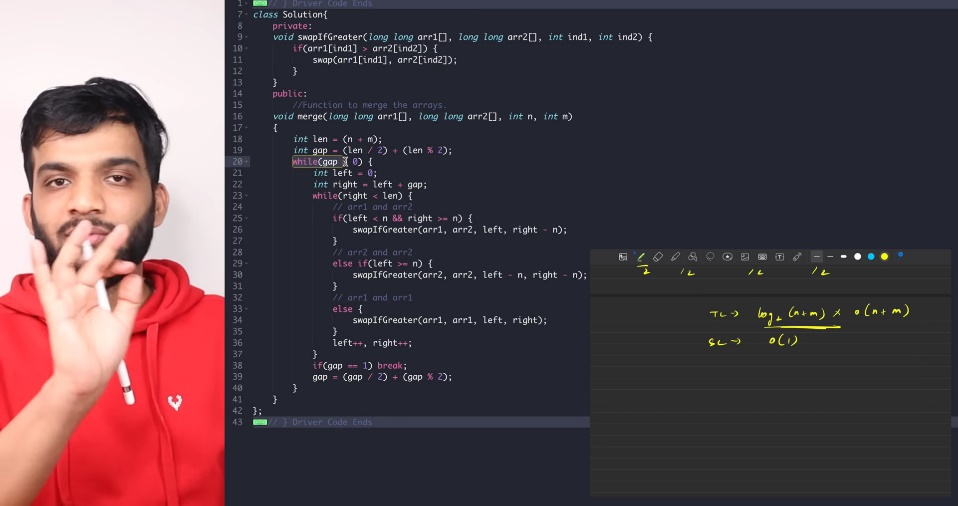 1 // } Driver Code Ends
7 class Solution{
8 private:
9 void swapIfGreater(long long arr1[], long long arr2[], int ind1, int ind2) {
10 if(arr1[ind1] > arr2[ind2]) {
11 swap(arr1[ind1], arr2[ind2]);
12 }
13 }
14 public:
15 //Function to merge the arrays.
16 void merge(long long arr1[], long long arr2[], int n, int m)
17 {
18 int len = (n + m);
19 int gap = (len / 2) + (len % 2);
20 while(gap > 0) {
21 int left = 0;
22 int right = left + gap;
23 while(right < len) {
24 // arr1 and arr2
25 if(left < n && right >= n) {
26 swapIfGreater(arr1, arr2, left, right - n);
27 }
28 // arr2 and arr2
29 else if(left >= n) {
30 swapIfGreater(arr2, arr2, left - n, right - n);
31 }
32 // arr1 and arr1
33 else {
34 swapIfGreater(arr1, arr1, left, right);
35 }
36 left++, right++;
37 }
38 if(gap == 1) break;
39 gap = (gap / 2) + (gap % 2);
40 }
41 }
42 };
43 // } Driver Code Ends
2 /2 /2 /2
TC → log₂ (n+m) × O(n+m)
SC → O(1)